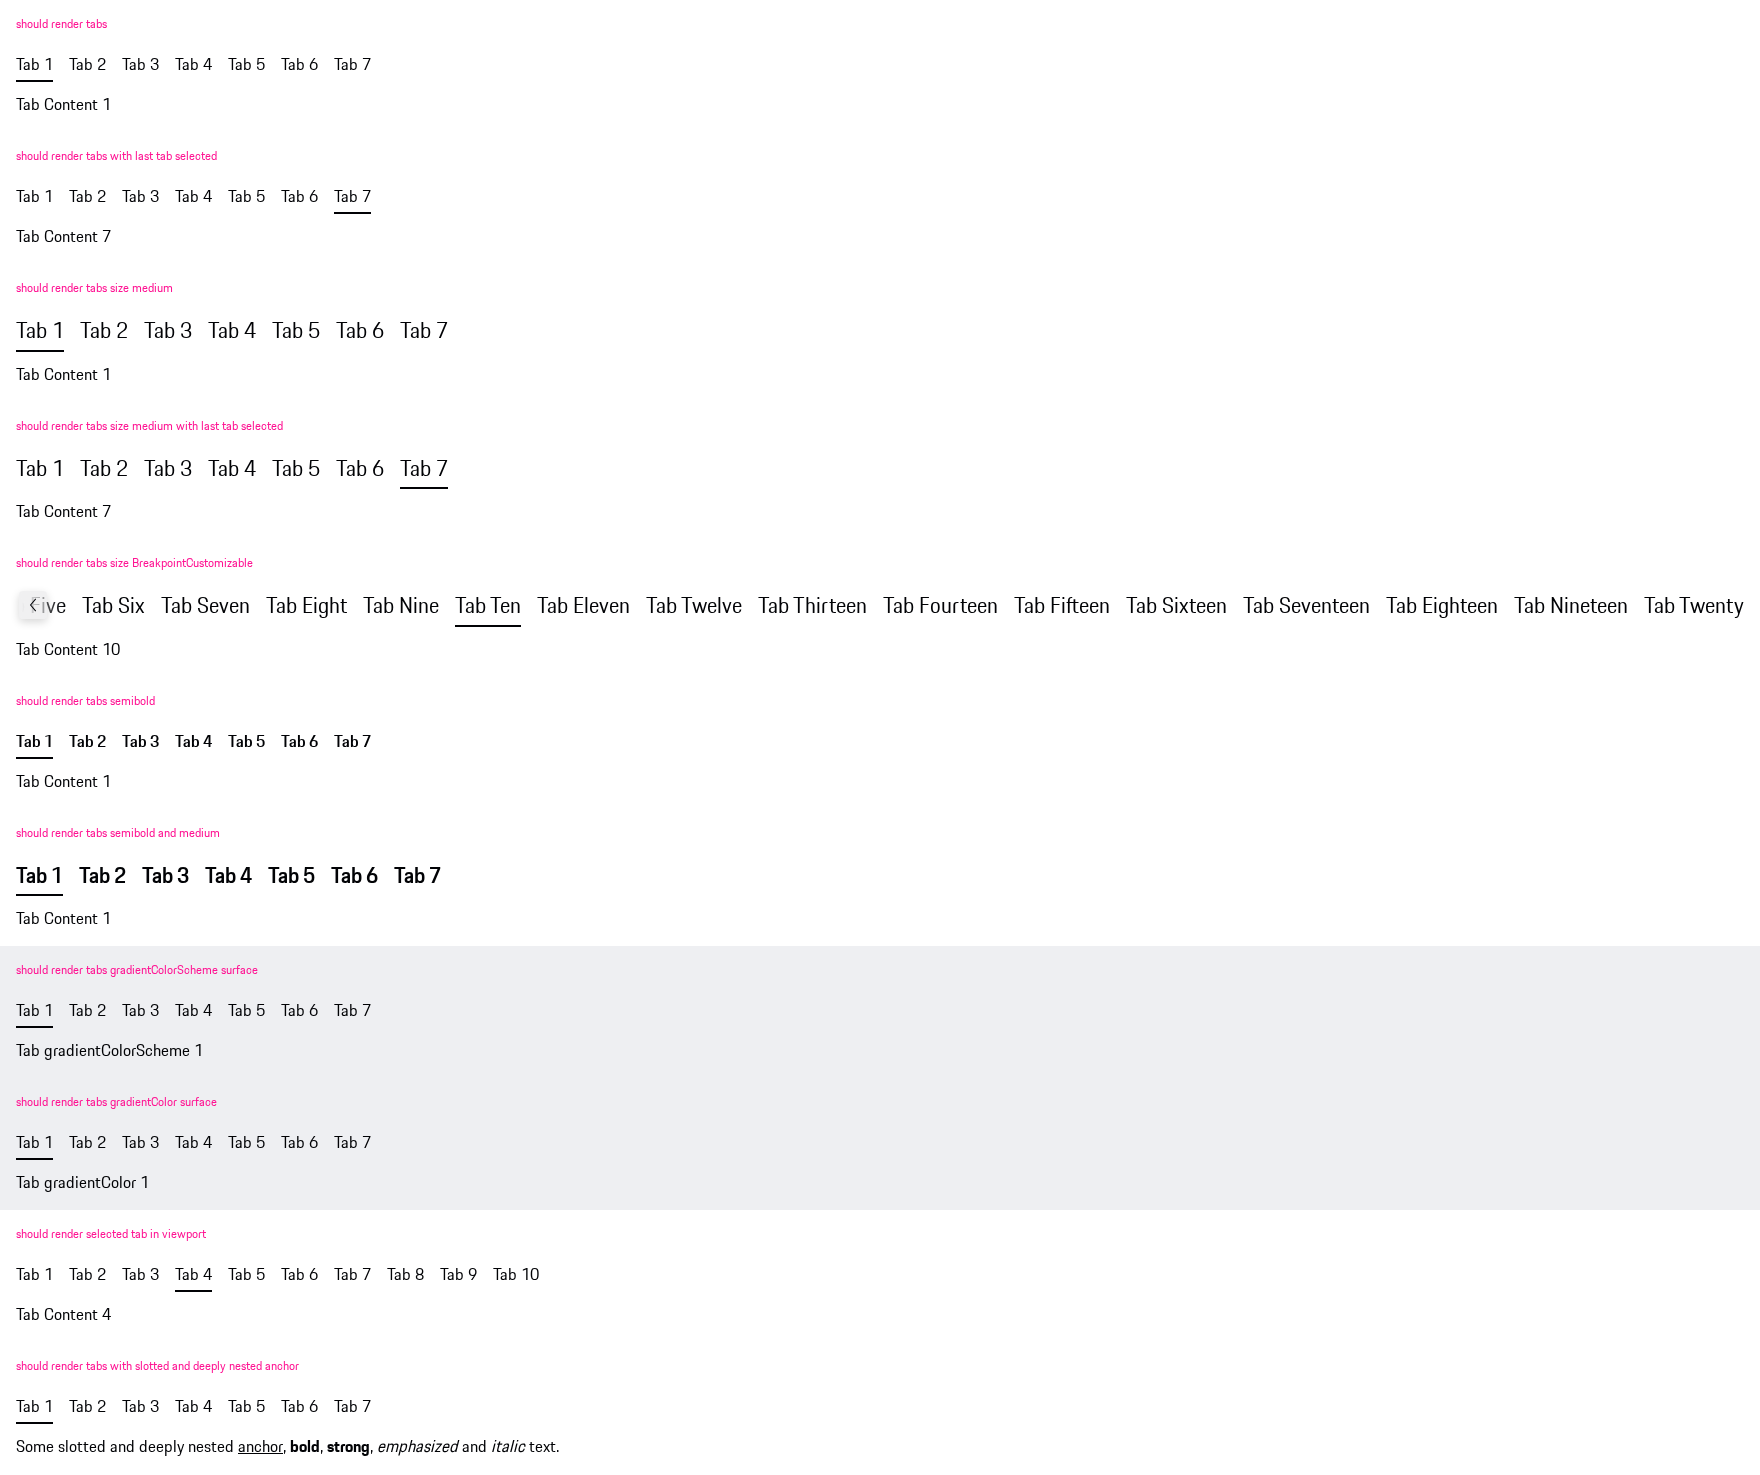 should render tabs
Tab 1 Tab 2 Tab 3 Tab 4 Tab 5 Tab 6 Tab 7
Tab Content 1
should render tabs with last tab selected
Tab 1 Tab 2 Tab 3 Tab 4 Tab 5 Tab 6 Tab 7
Tab Content 7
should render tabs size medium
Tab 1 Tab 2 Tab 3 Tab 4 Tab 5 Tab 6 Tab 7
Tab Content 1
should render tabs size medium with last tab selected
Tab 1 Tab 2 Tab 3 Tab 4 Tab 5 Tab 6 Tab 7
Tab Content 7
should render tabs size BreakpointCustomizable
Five Tab Six Tab Seven Tab Eight Tab Nine Tab Ten Tab Eleven Tab Twelve Tab Thirteen Tab Fourteen Tab Fifteen Tab Sixteen Tab Seventeen Tab Eighteen Tab Nineteen Tab Twenty
Tab Content 10
should render tabs semibold
Tab 1 Tab 2 Tab 3 Tab 4 Tab 5 Tab 6 Tab 7
Tab Content 1
should render tabs semibold and medium
Tab 1 Tab 2 Tab 3 Tab 4 Tab 5 Tab 6 Tab 7
Tab Content 1
should render tabs gradientColorScheme surface
Tab 1 Tab 2 Tab 3 Tab 4 Tab 5 Tab 6 Tab 7
Tab gradientColorScheme 1
should render tabs gradientColor surface
Tab 1 Tab 2 Tab 3 Tab 4 Tab 5 Tab 6 Tab 7
Tab gradientColor 1
should render selected tab in viewport
Tab 1 Tab 2 Tab 3 Tab 4 Tab 5 Tab 6 Tab 7 Tab 8 Tab 9 Tab 10
Tab Content 4
should render tabs with slotted and deeply nested anchor
Tab 1 Tab 2 Tab 3 Tab 4 Tab 5 Tab 6 Tab 7
Some slotted and deeply nested anchor, bold, strong, emphasized and italic text.